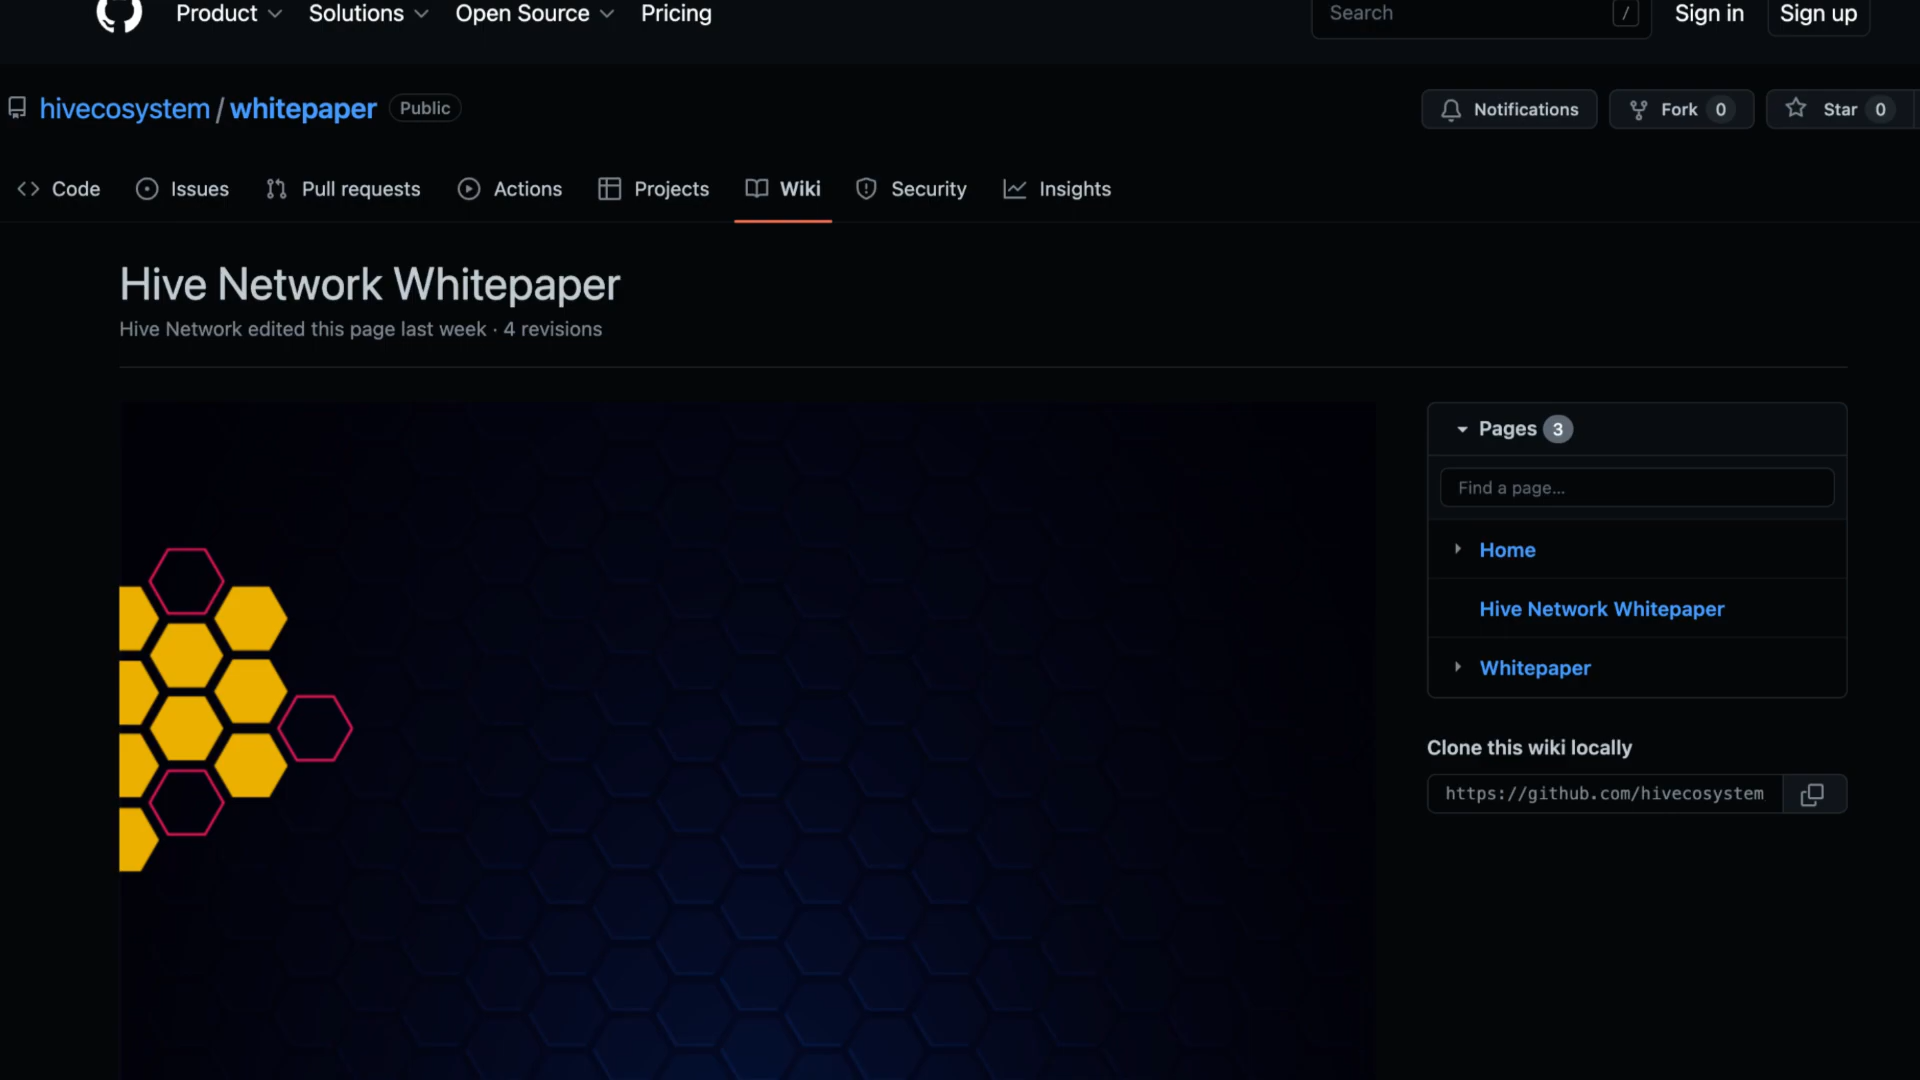 Product Solutions Open Source Pricing Search / Sign in Sign up
hivecosystem / whitepaper Public Notifications Fork 0 Star 0
Code Issues Pull requests Actions Projects Wiki Security Insights
Hive Network Whitepaper
Hive Network edited this page last week · 4 revisions
Pages 3
Find a page...
Home
Hive Network Whitepaper
Whitepaper
Clone this wiki locally
https://github.com/hivecosystem